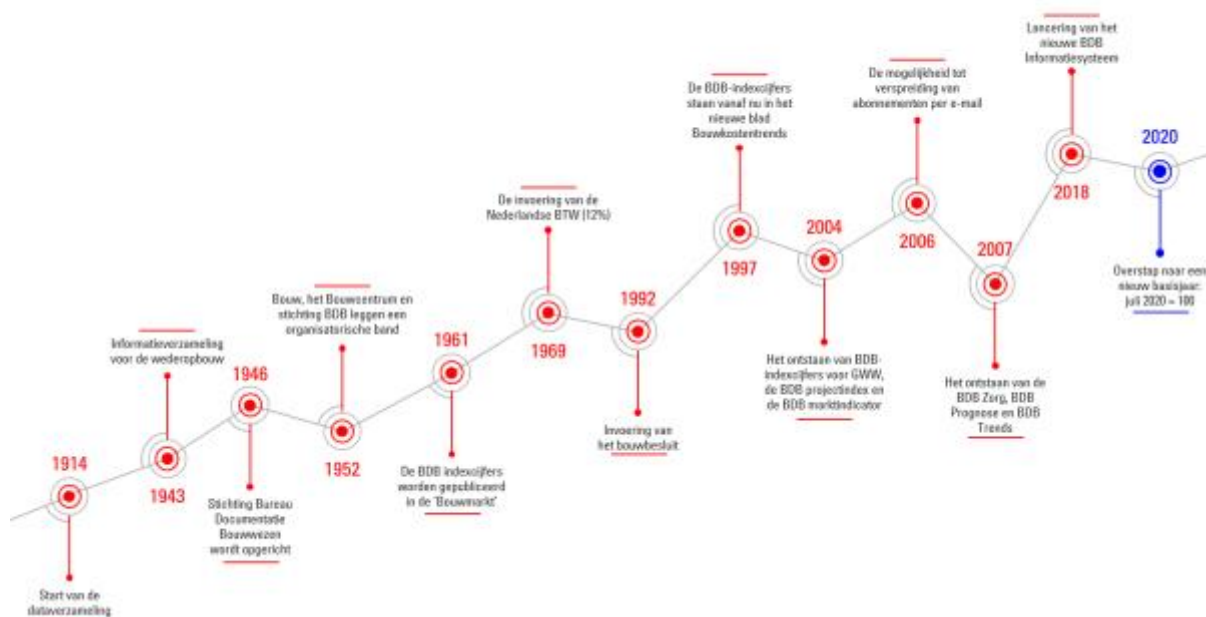 1914
Start van de
dataverzameling
Informatieverzameling
voor de wederopbouw
1943
1946
Stichting Bureau
Documentatie
Bouwwezen
wordt opgericht
Bouw, het Bouwcentrum en
stichting BDB leggen een
organisatorische band
1952
1961
De BDB indexcijfers
worden gepubliceerd
in de 'Bouwmarkt'
De invoering van de
Nederlandse BTW (12%)
1969
1992
Invoering van
het bouwbesluit
De BDB-indexcijfers
staan vanaf nu in het
nieuwe blad
Bouwkostentrends
1997
2004
Het ontstaan van BDB-
indexcijfers voor GWW,
de BDB projectindex en
de BDB marktindicator
De mogelijkheid tot
verspreiding van
abonnementen per e-mail
2006
2007
Het ontstaan van de
BDB Zorg, BDB
Prognose en BDB
Trends
Lancering van het
nieuwe BDB
Informatiesysteem
2018
2020
Overstap naar een
nieuw basisjaar:
juli 2020 = 100